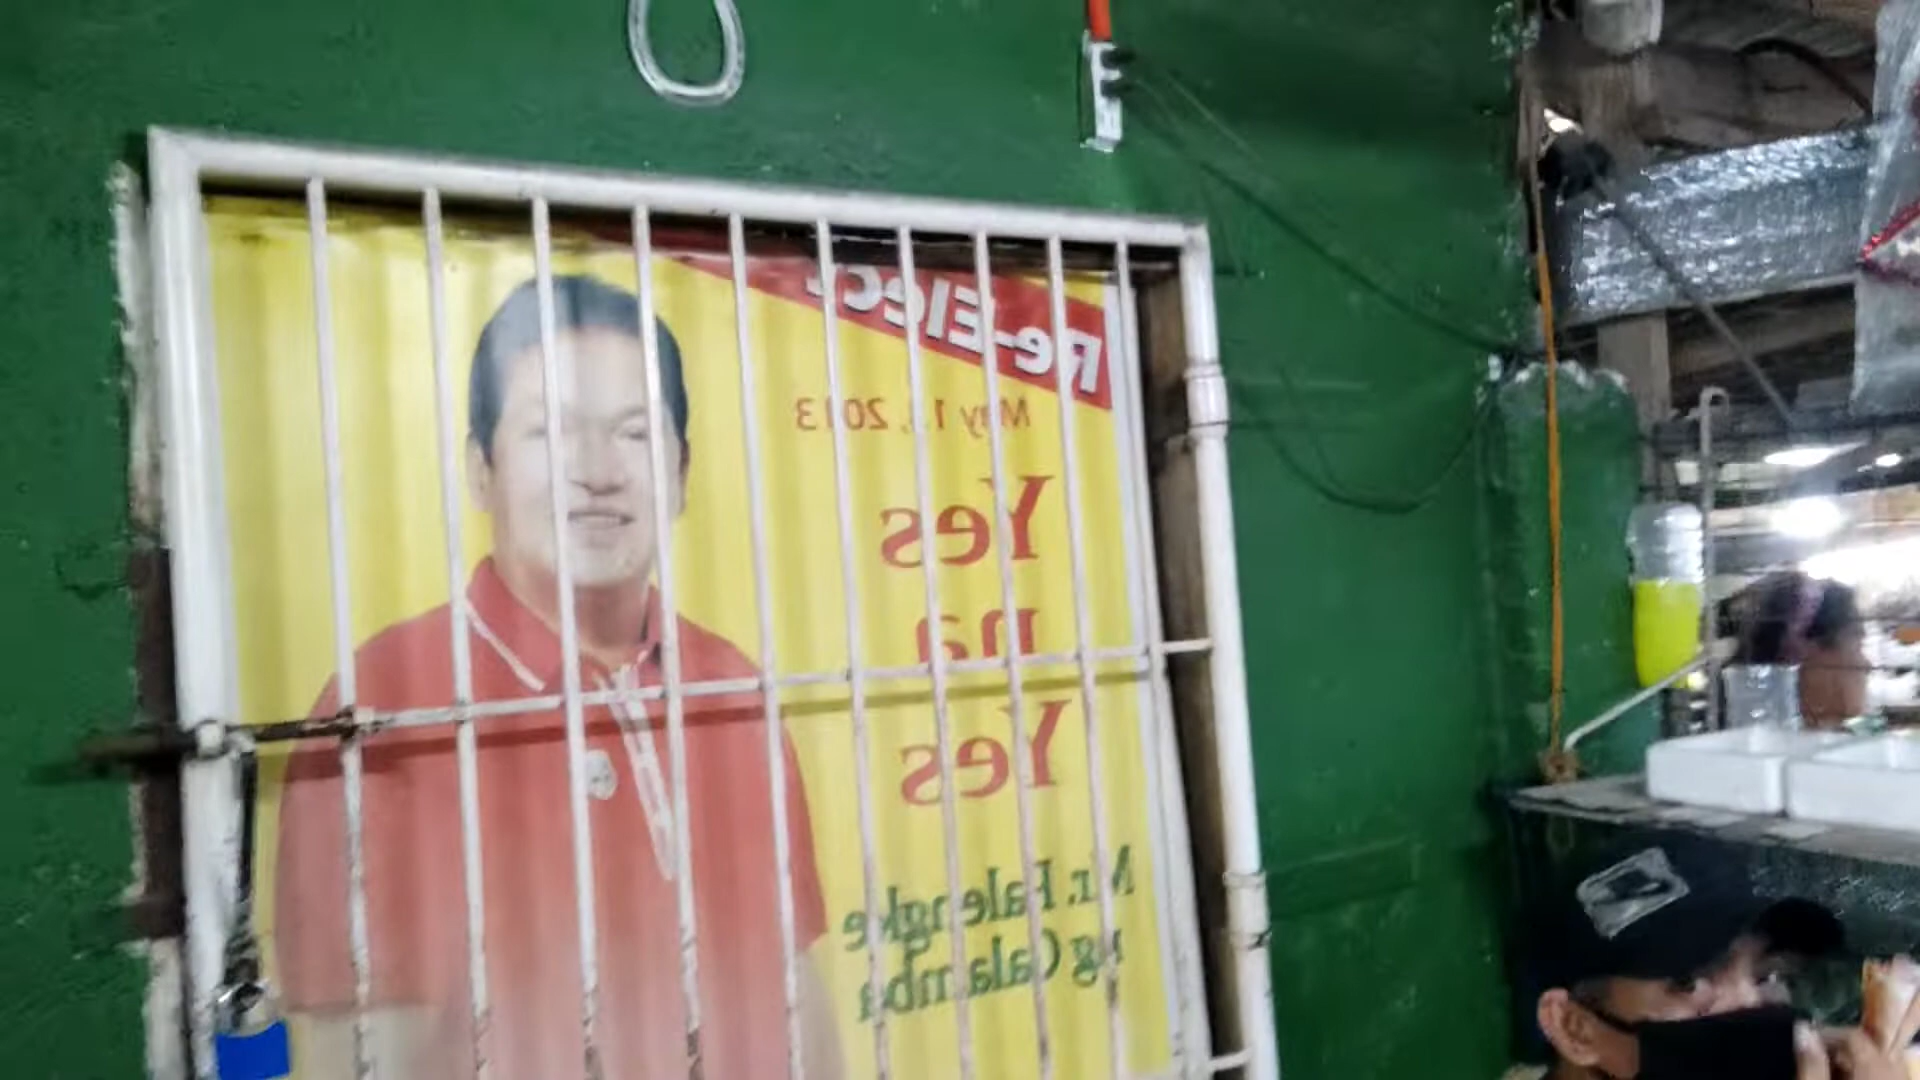 Re-Elect
May 13, 2013
Yes
na
Yes
Mr. Palengke
ng Calamba